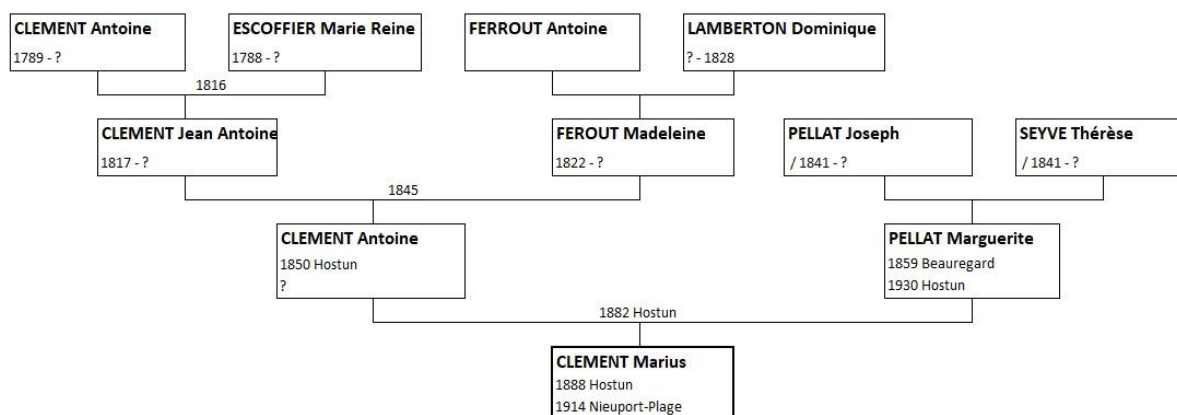 CLEMENT Antoine
1789 - ?
ESCOFFIER Marie Reine
1788 - ?
FERROUT Antoine
LAMBERTON Dominique
? - 1828
1816
CLEMENT Jean Antoine
1817 - ?
FEROUT Madeleine
1822 - ?
PELLAT Joseph
/ 1841 - ?
SEYVE Thérèse
/ 1841 - ?
1845
CLEMENT Antoine
1850 Hostun
?
PELLAT Marguerite
1859 Beauregard
1930 Hostun
1882 Hostun
CLEMENT Marius
1888 Hostun
1914 Nieuport-Plage